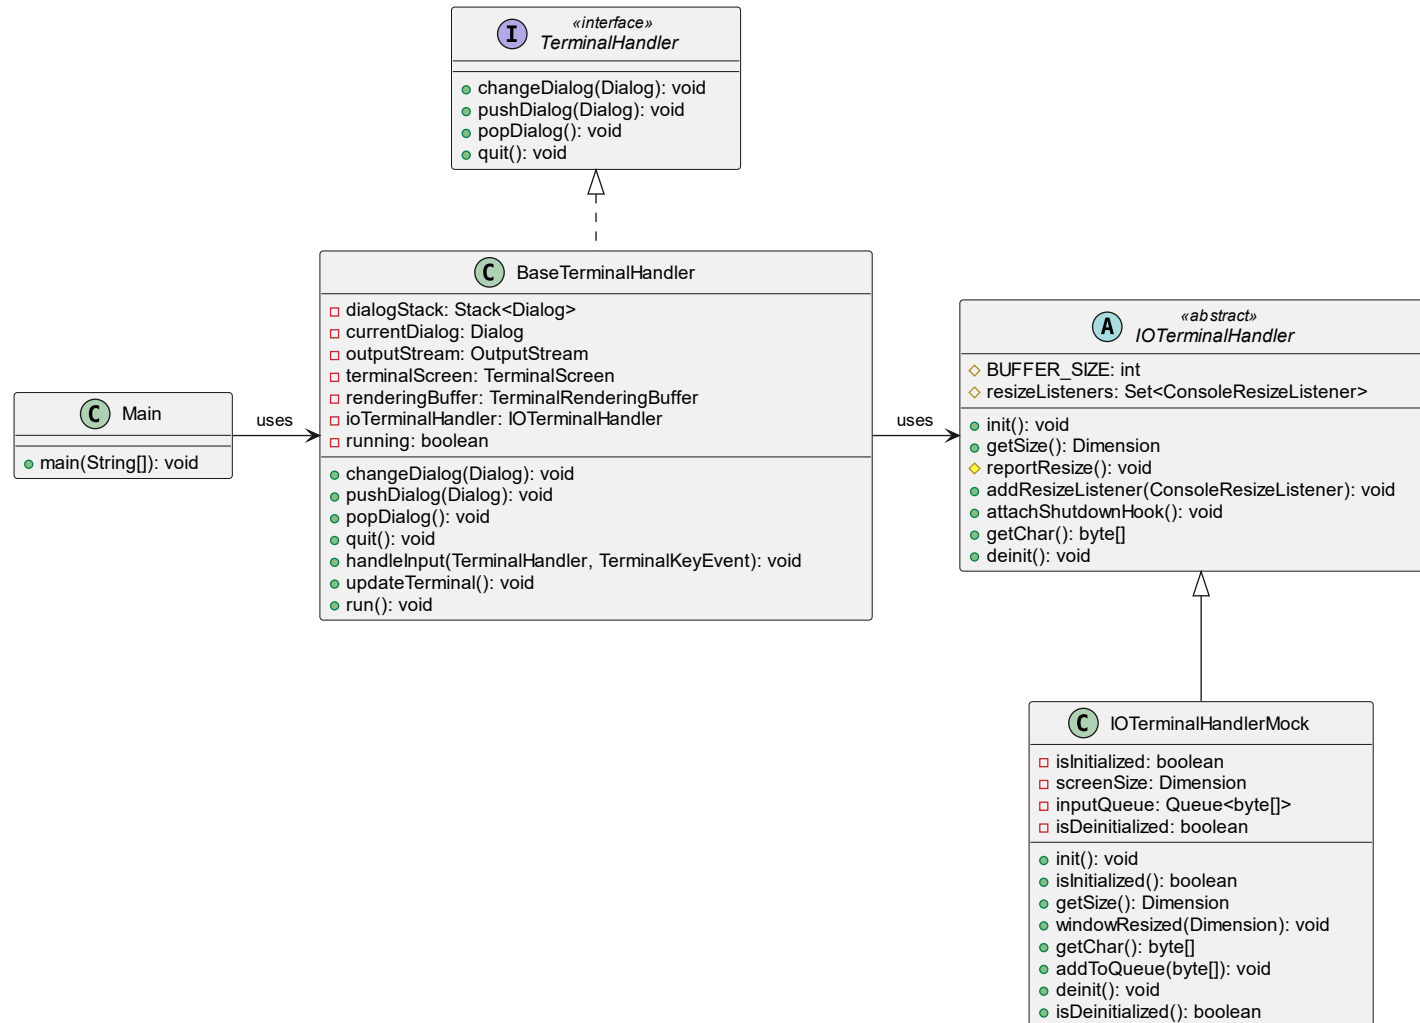 I
«interface»
TerminalHandler
changeDialog(Dialog): void
pushDialog(Dialog): void
popDialog(): void
quit(): void
C
BaseTerminalHandler
dialogStack: Stack<Dialog>
currentDialog: Dialog
outputStream: OutputStream
terminalScreen: TerminalScreen
renderingBuffer: TerminalRenderingBuffer
ioTerminalHandler: IOTerminalHandler
running: boolean
changeDialog(Dialog): void
pushDialog(Dialog): void
popDialog(): void
quit(): void
handleInput(TerminalHandler, TerminalKeyEvent): void
updateTerminal(): void
run(): void
C
Main
main(String[]): void
uses
uses
A
«abstract»
IOTerminalHandler
BUFFER_SIZE: int
resizeListeners: Set<ConsoleResizeListener>
init(): void
getSize(): Dimension
reportResize(): void
addResizeListener(ConsoleResizeListener): void
attachShutdownHook(): void
getChar(): byte[]
deinit(): void
C
IOTerminalHandlerMock
isInitialized: boolean
screenSize: Dimension
inputQueue: Queue<byte[]>
isDeinitialized: boolean
init(): void
isInitialized(): boolean
getSize(): Dimension
windowResized(Dimension): void
getChar(): byte[]
addToQueue(byte[]): void
deinit(): void
isDeinitialized(): boolean